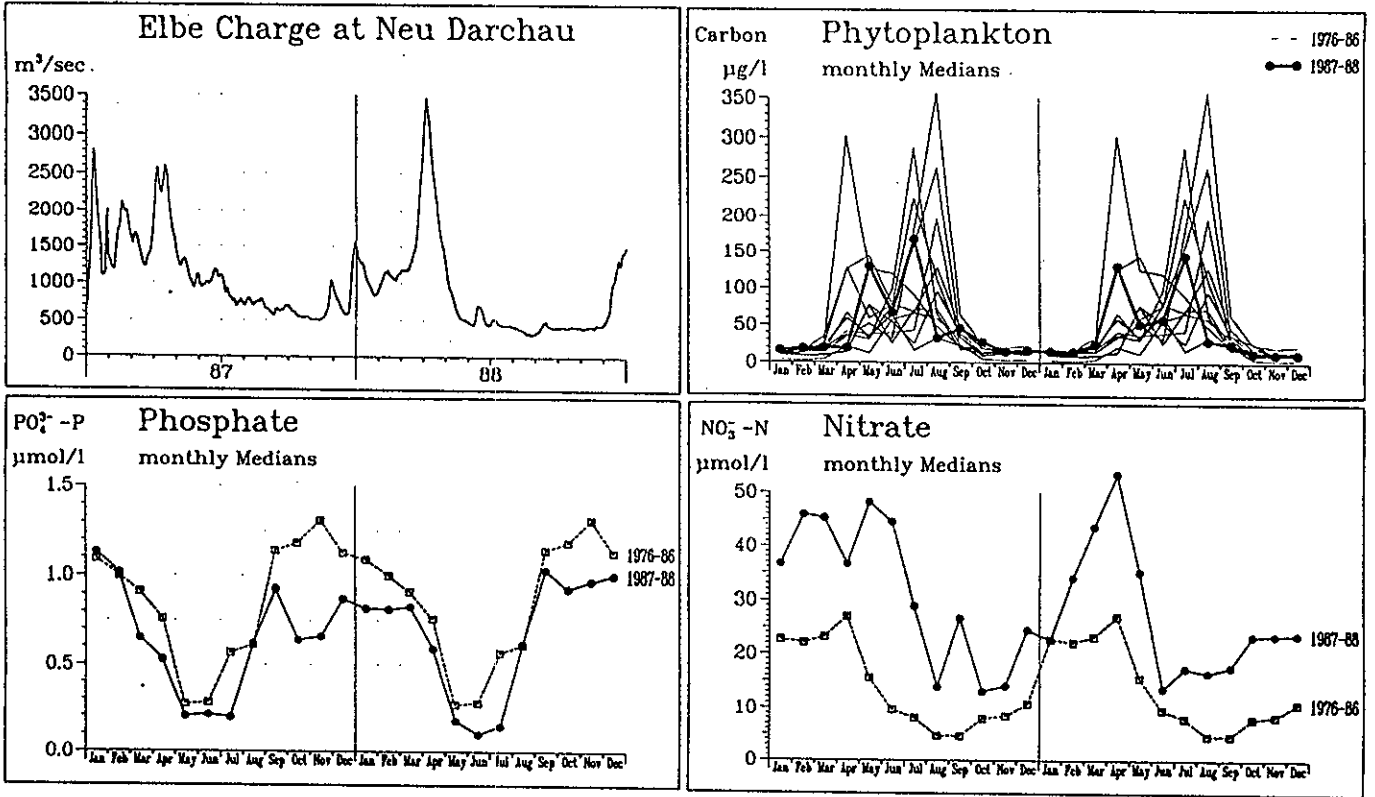 Elbe Charge at Neu Darchau
m³/sec.
3500
3000
2500
2000
1500
1000
500
0
87
88
Carbon
Phytoplankton
µg/l
monthly Medians
1976-86
1987-88
350
300
250
200
150
100
50
0
Jan Feb Mar Apr May Jun Jul Aug Sep Oct Nov Dec Jan Feb Mar Apr May Jun Jul Aug Sep Oct Nov Dec
PO₄³⁻-P
Phosphate
µmol/l
monthly Medians
1.5
1.0
0.5
0.0
1976-86
1987-88
Jan Feb Mar Apr May Jun Jul Aug Sep Oct Nov Dec Jan Feb Mar Apr May Jun Jul Aug Sep Oct Nov Dec
NO₃⁻-N
Nitrate
µmol/l
monthly Medians
50
40
30
20
10
0
1987-88
1976-86
Jan Feb Mar Apr May Jun Jul Aug Sep Oct Nov Dec Jan Feb Mar Apr May Jun Jul Aug Sep Oct Nov Dec